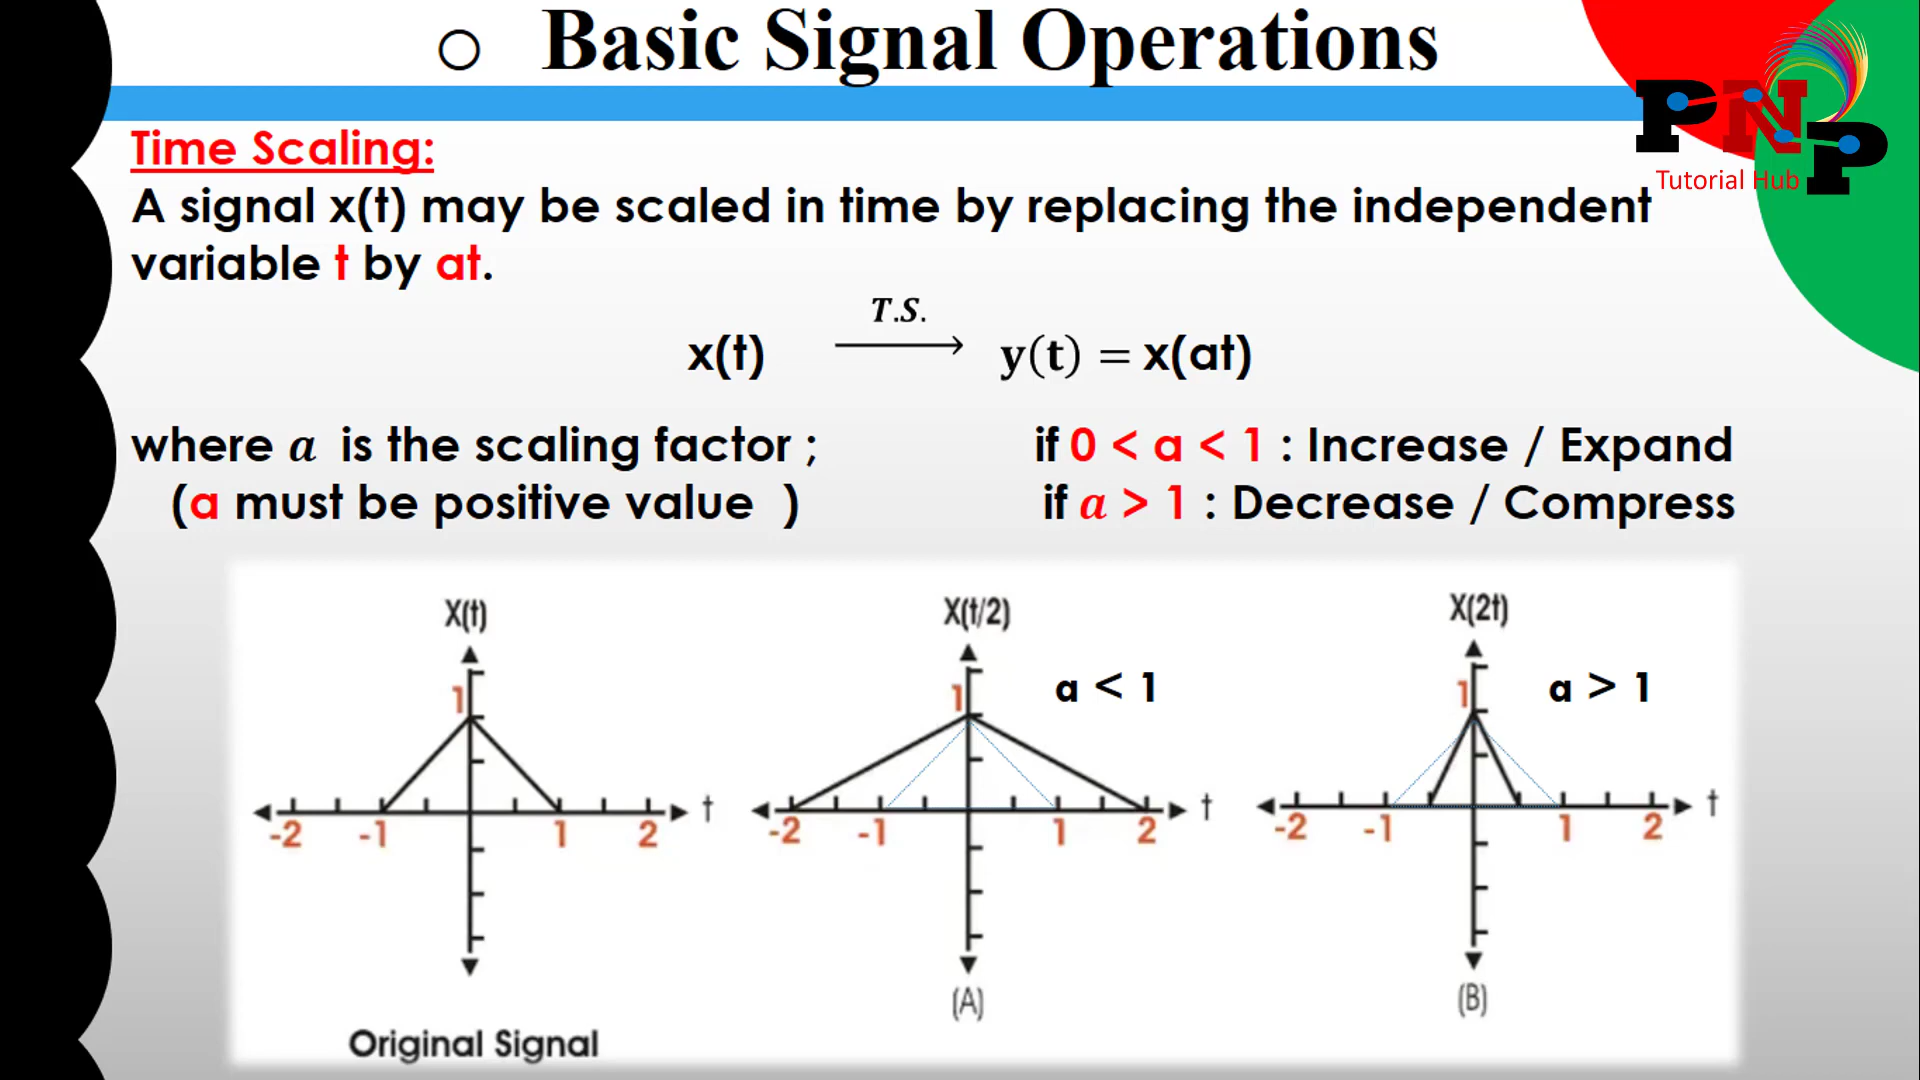 ○ Basic Signal Operations
PNP
Tutorial Hub
Time Scaling:
A signal x(t) may be scaled in time by replacing the independent
variable t by at.
T.S.
x(t) ⟶ y(t) = x(at)
where a is the scaling factor ; if 0 < a < 1 : Increase / Expand
(a must be positive value ) if a > 1 : Decrease / Compress
X(t)
1
-2 -1 1 2 t
Original Signal
X(t/2)
a < 1
1
-2 -1 1 2 t
(A)
X(2t)
a > 1
1
-2 -1 1 2 t
(B)